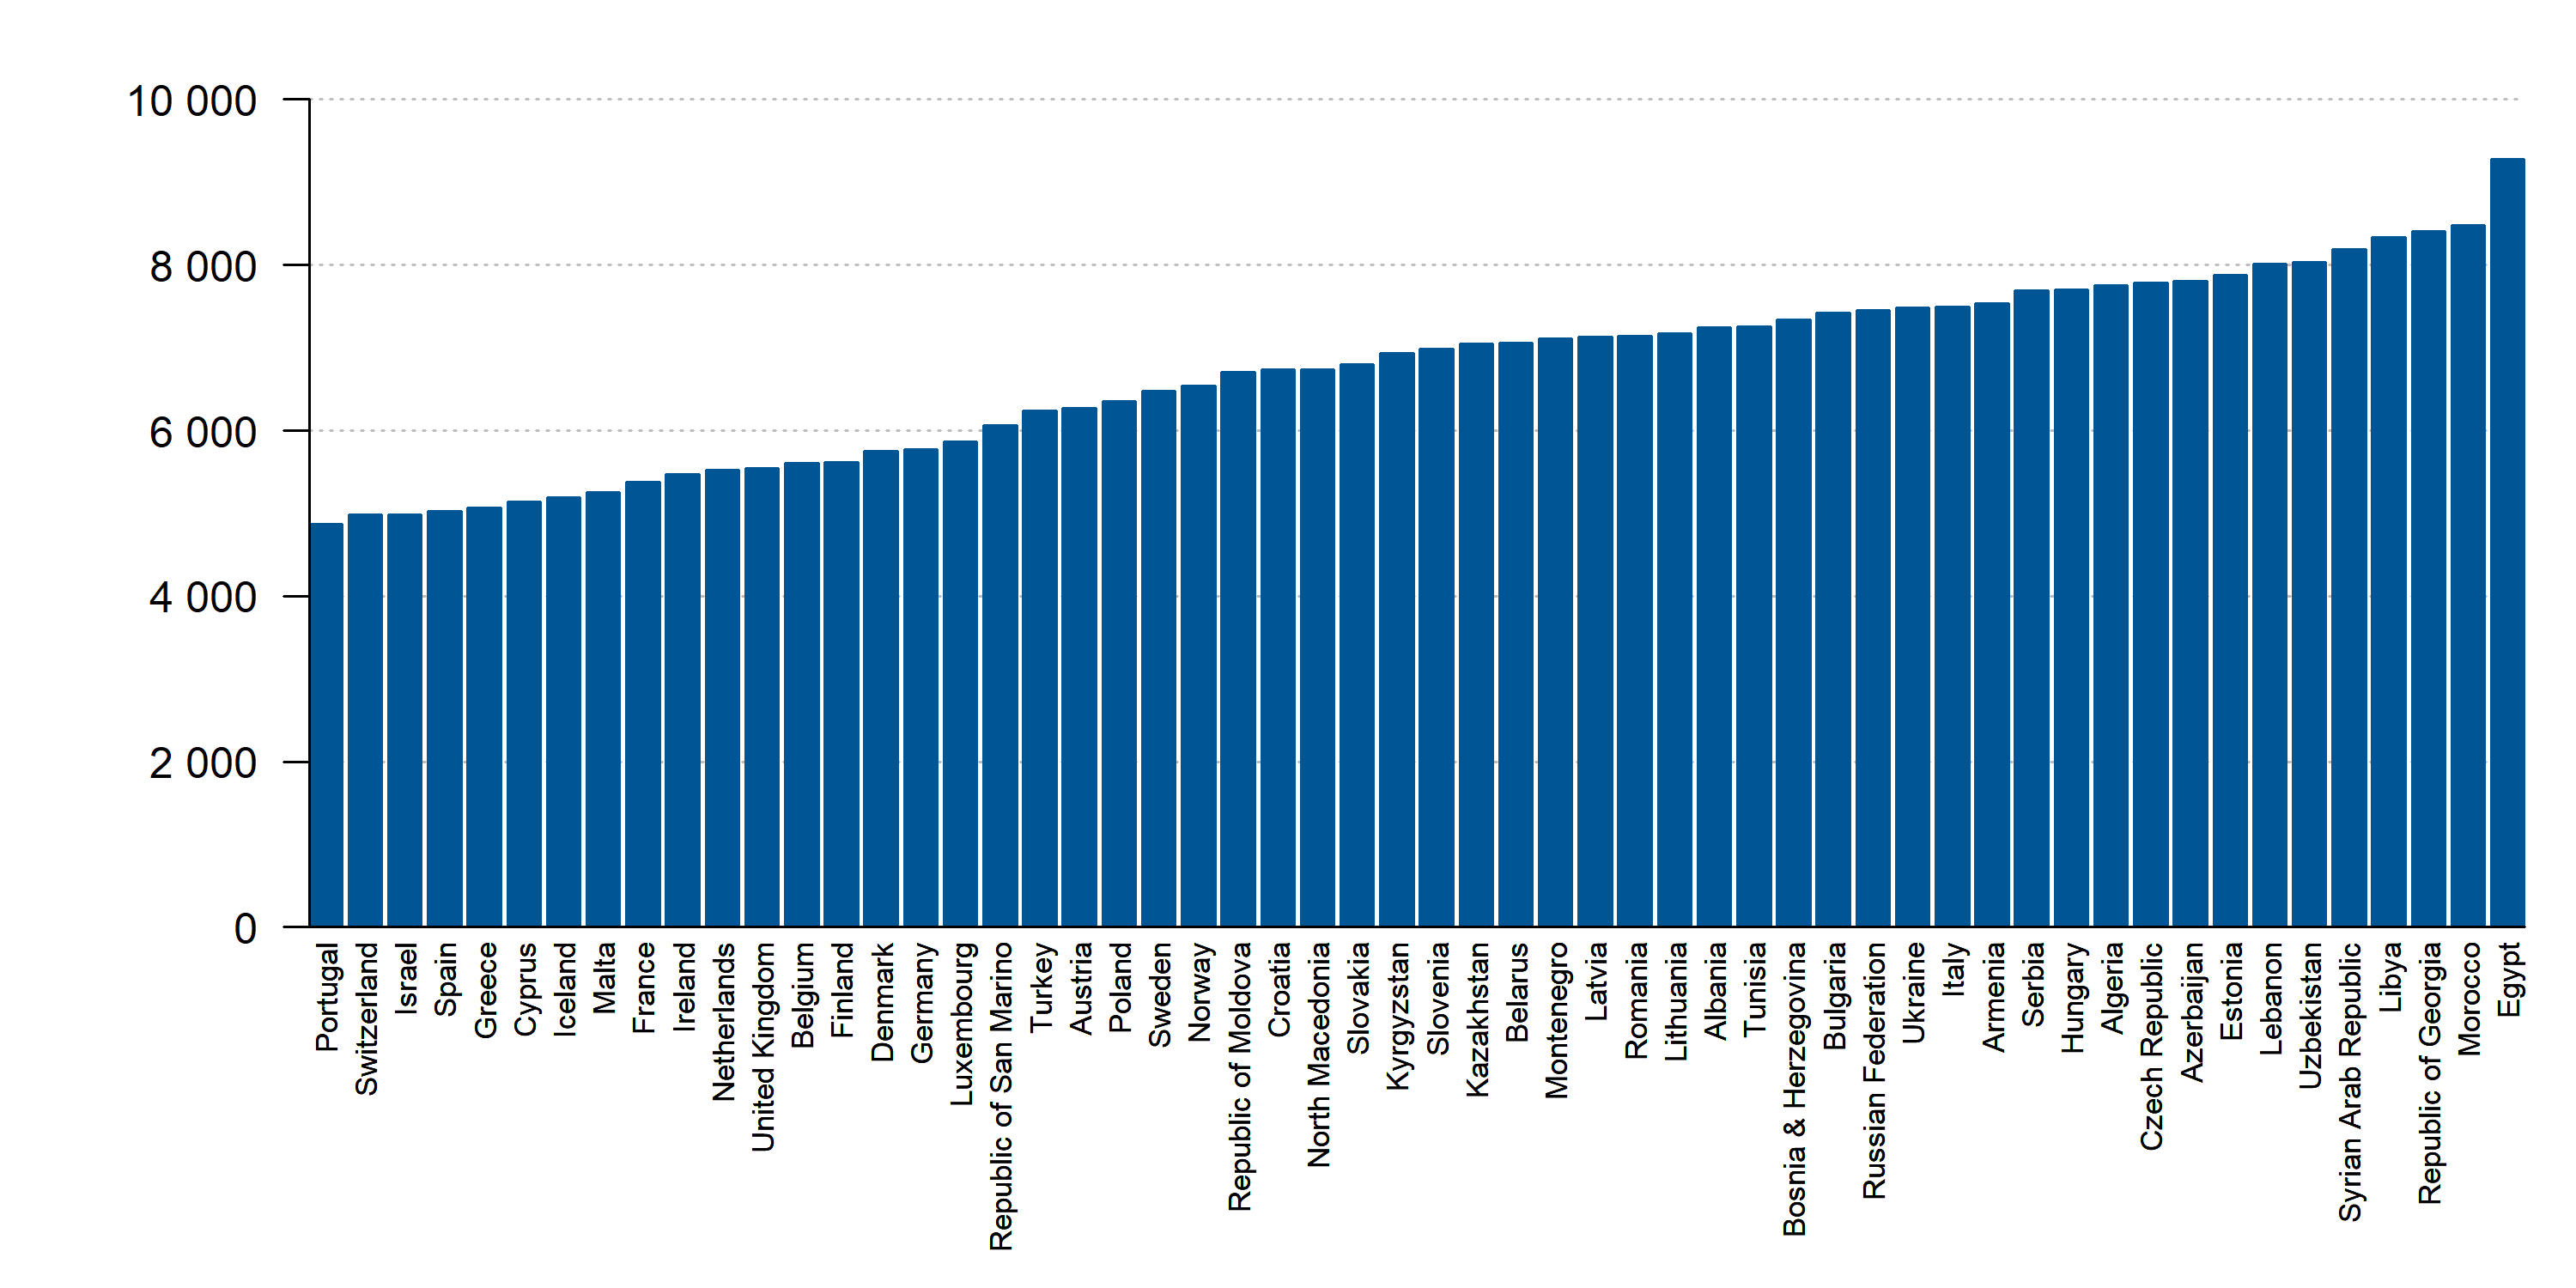 10 000
8 000
6 000
4 000
2 000
0
Portugal
Switzerland
Israel
Spain
Greece
Cyprus
Iceland
Malta
France
Ireland
Netherlands
United Kingdom
Belgium
Finland
Denmark
Germany
Luxembourg
Republic of San Marino
Turkey
Austria
Poland
Sweden
Norway
Republic of Moldova
Croatia
North Macedonia
Slovakia
Kyrgyzstan
Slovenia
Kazakhstan
Belarus
Montenegro
Latvia
Romania
Lithuania
Albania
Tunisia
Bosnia & Herzegovina
Bulgaria
Russian Federation
Ukraine
Italy
Armenia
Serbia
Hungary
Algeria
Czech Republic
Azerbaijan
Estonia
Lebanon
Uzbekistan
Syrian Arab Republic
Libya
Republic of Georgia
Morocco
Egypt